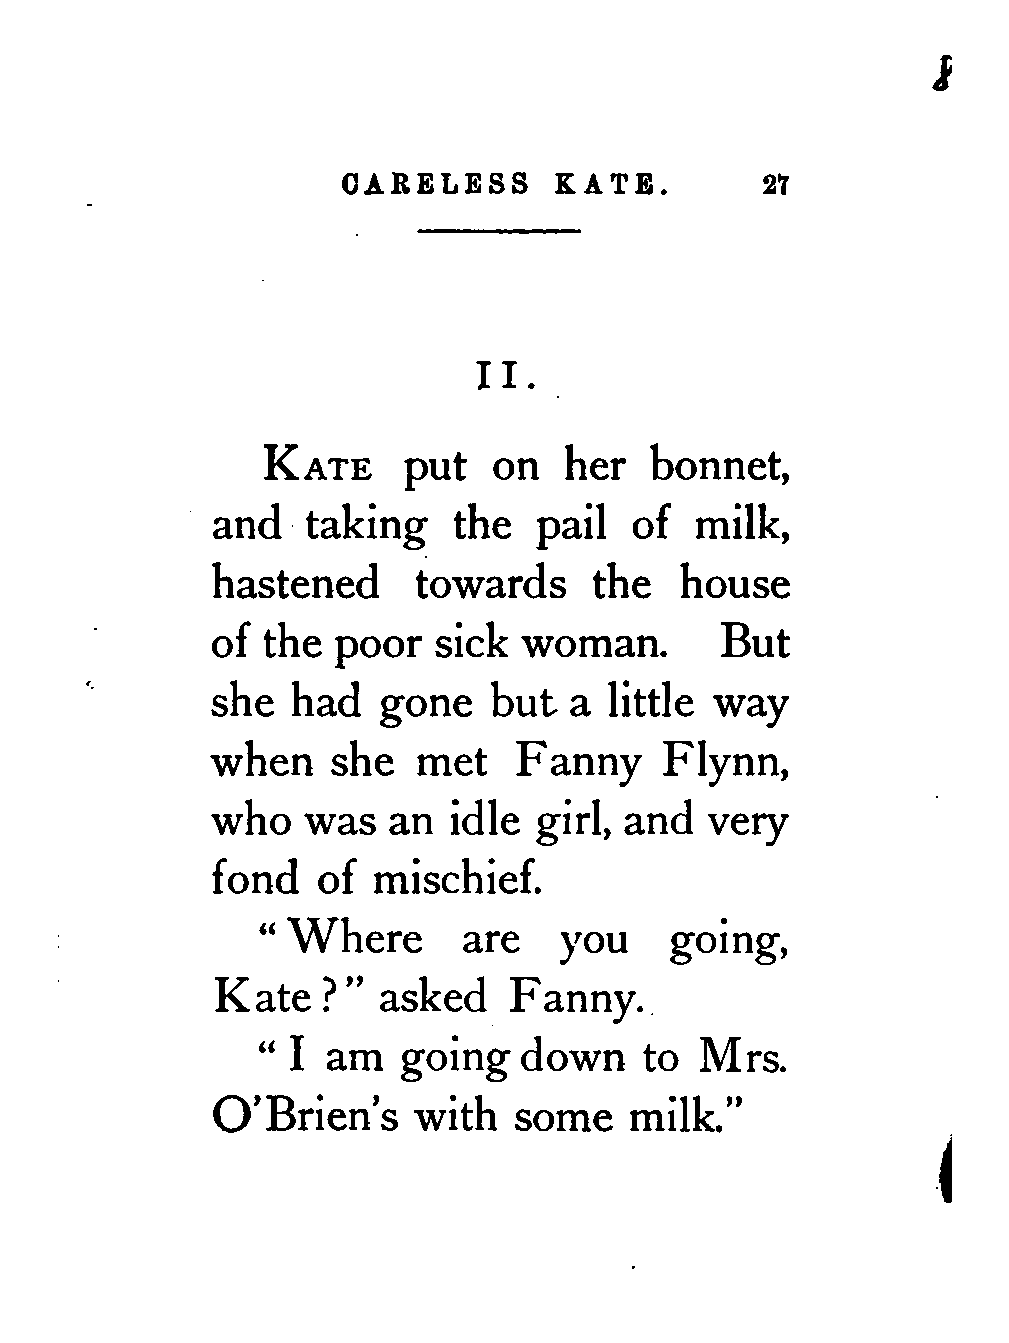 CARELESS KATE. 27
II.
KATE put on her bonnet,
and taking the pail of milk,
hastened towards the house
of the poor sick woman. But
she had gone but a little way
when she met Fanny Flynn,
who was an idle girl, and very
fond of mischief.
“Where are you going,
Kate?” asked Fanny.
“I am going down to Mrs.
O’Brien’s with some milk.”